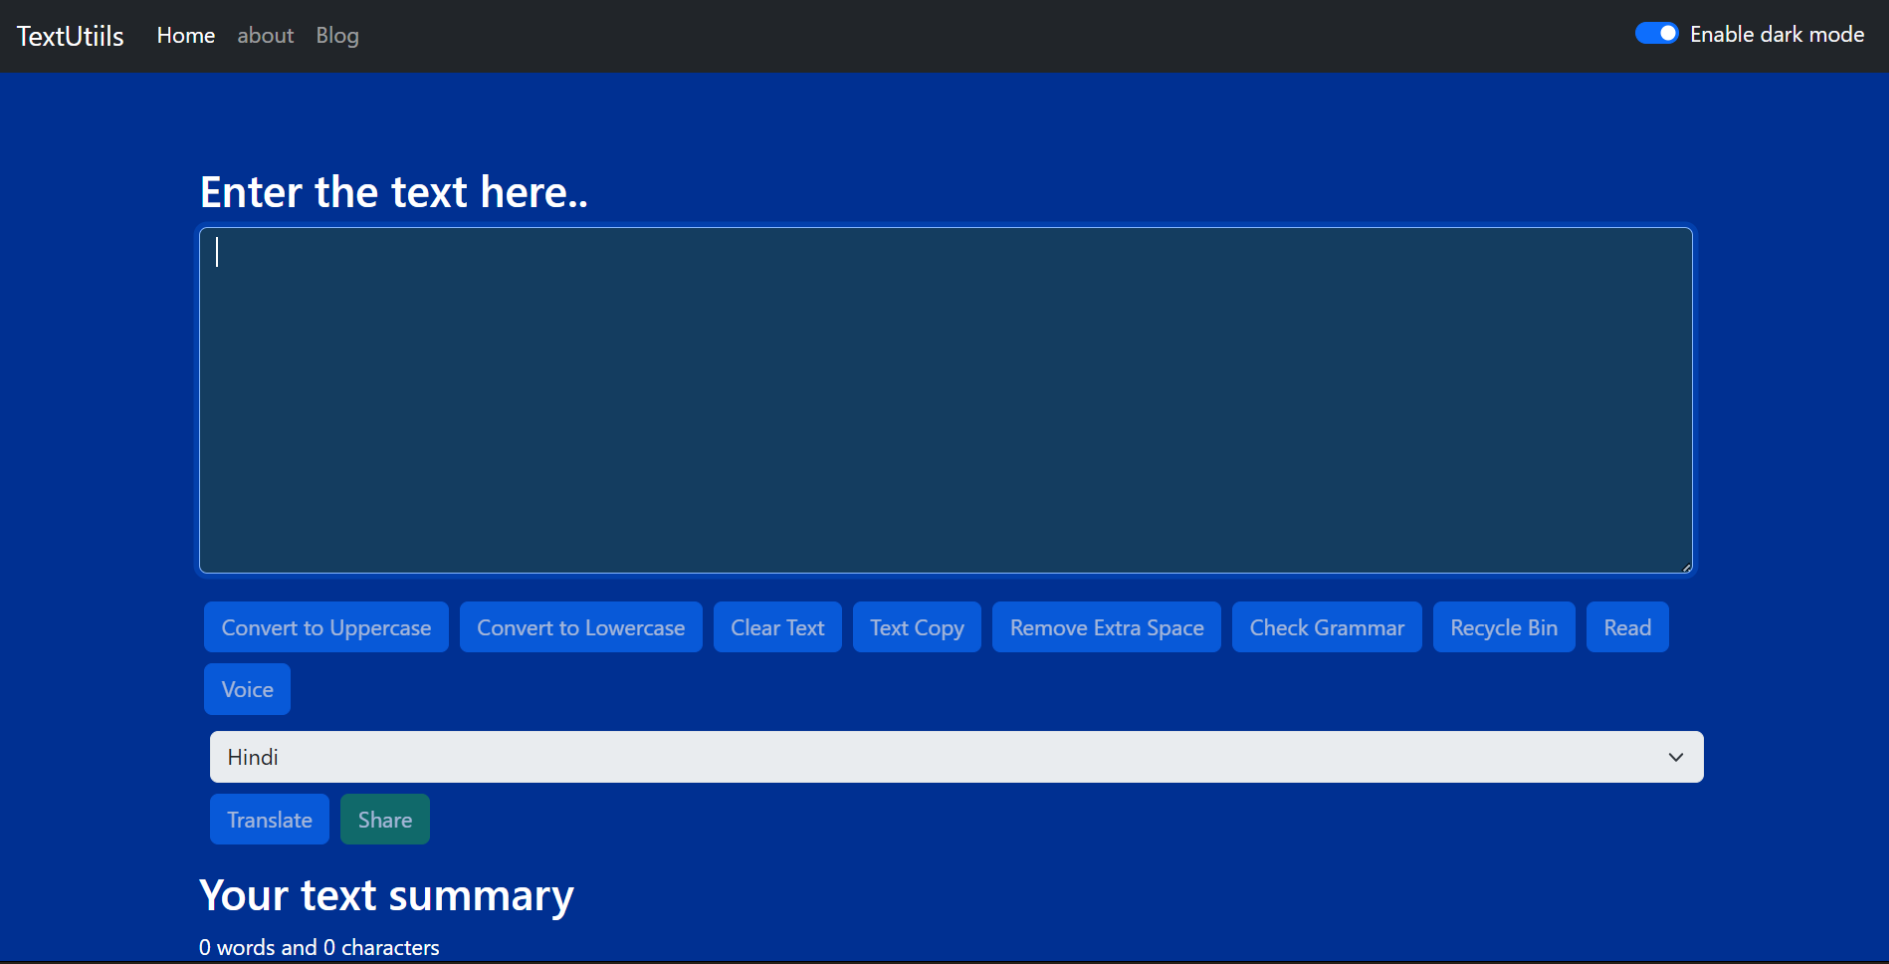 TextUtiils Home about Blog Enable dark mode
Enter the text here..
Convert to Uppercase Convert to Lowercase Clear Text Text Copy Remove Extra Space Check Grammar Recycle Bin Read
Voice
Hindi
Translate Share
Your text summary
0 words and 0 characters